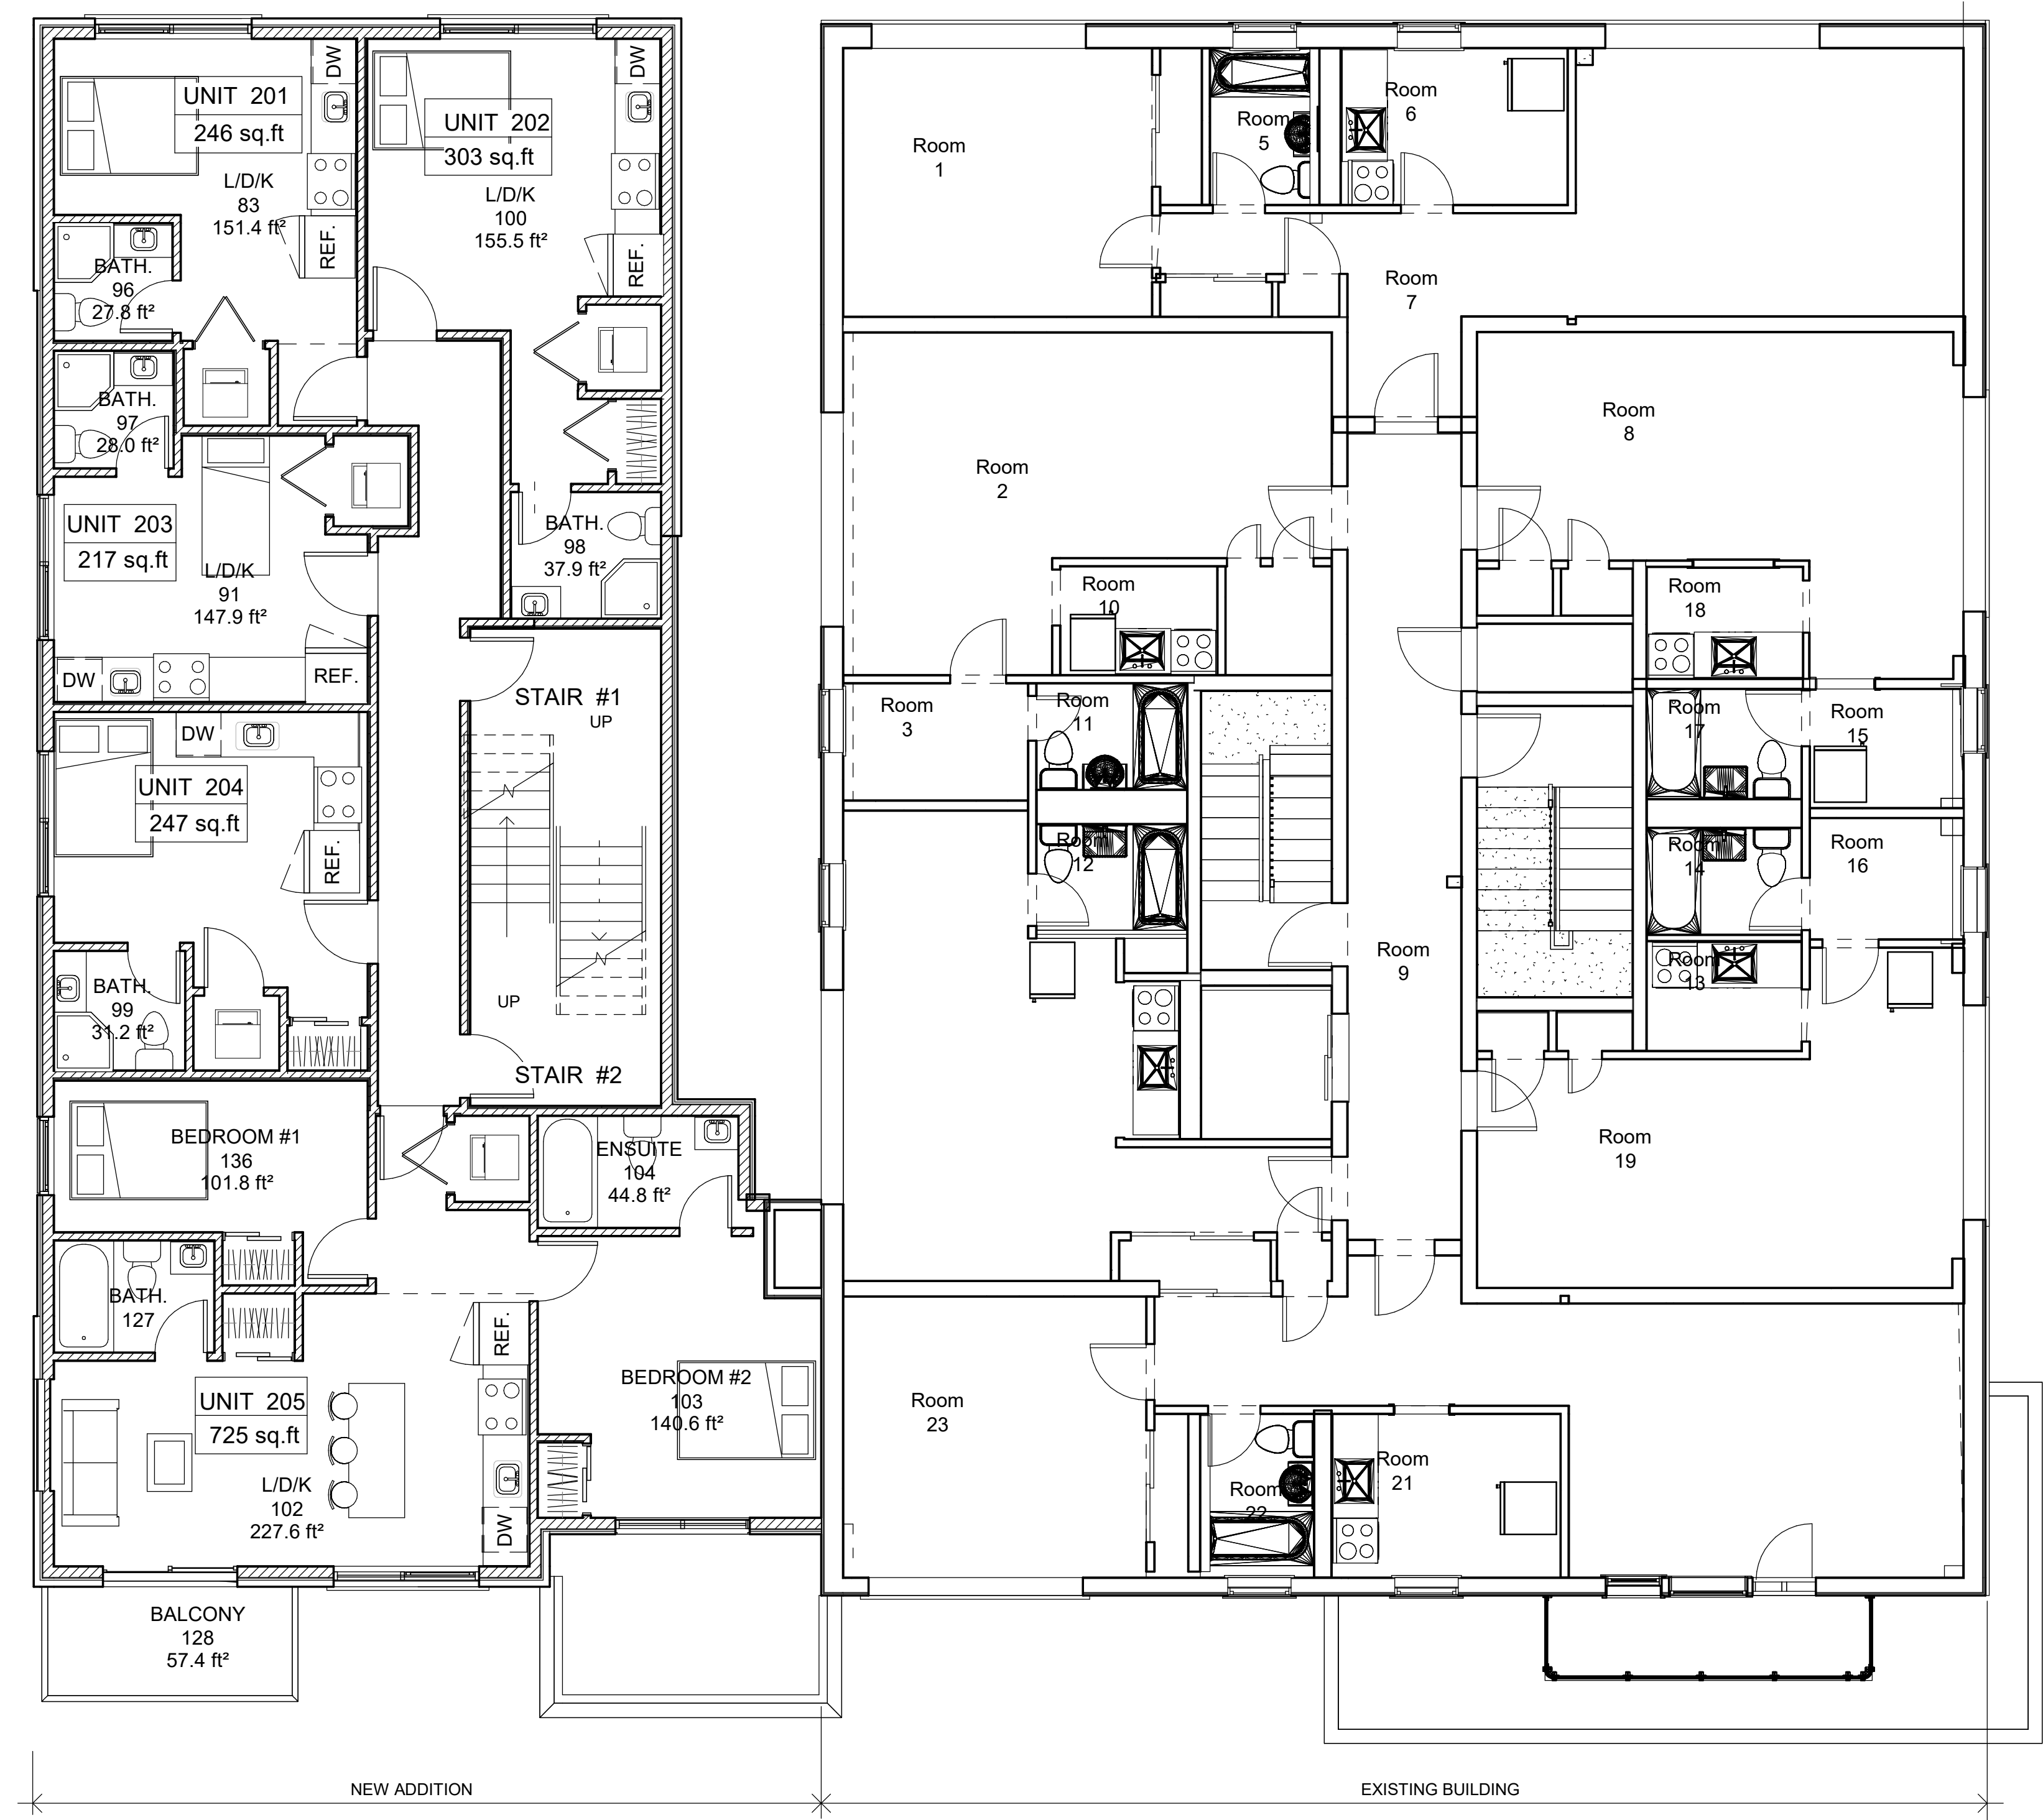 DW
DW
UNIT 201
246 sq.ft
UNIT 202
303 sq.ft
L/D/K
83
151.4 ft²
L/D/K
100
155.5 ft²
REF.
REF.
BATH.
96
27.8 ft²
BATH.
97
28.0 ft²
UNIT 203
217 sq.ft
L/D/K
91
147.9 ft²
BATH.
98
37.9 ft²
DW
REF.
STAIR #1
UP
DW
UNIT 204
247 sq.ft
REF.
BATH.
99
31.2 ft²
UP
STAIR #2
BEDROOM #1
136
101.8 ft²
ENSUITE
104
44.8 ft²
BATH.
127
REF.
UNIT 205
725 sq.ft
BEDROOM #2
103
140.6 ft²
L/D/K
102
227.6 ft²
DW
BALCONY
128
57.4 ft²
NEW ADDITION
Room
1
Room
5
Room
6
Room
7
Room
2
Room
8
Room
10
Room
18
Room
3
Room
11
Room
17
Room
15
Room
12
Room
14
Room
16
Room
9
Room
13
Room
19
Room
23
Room
22
Room
21
EXISTING BUILDING